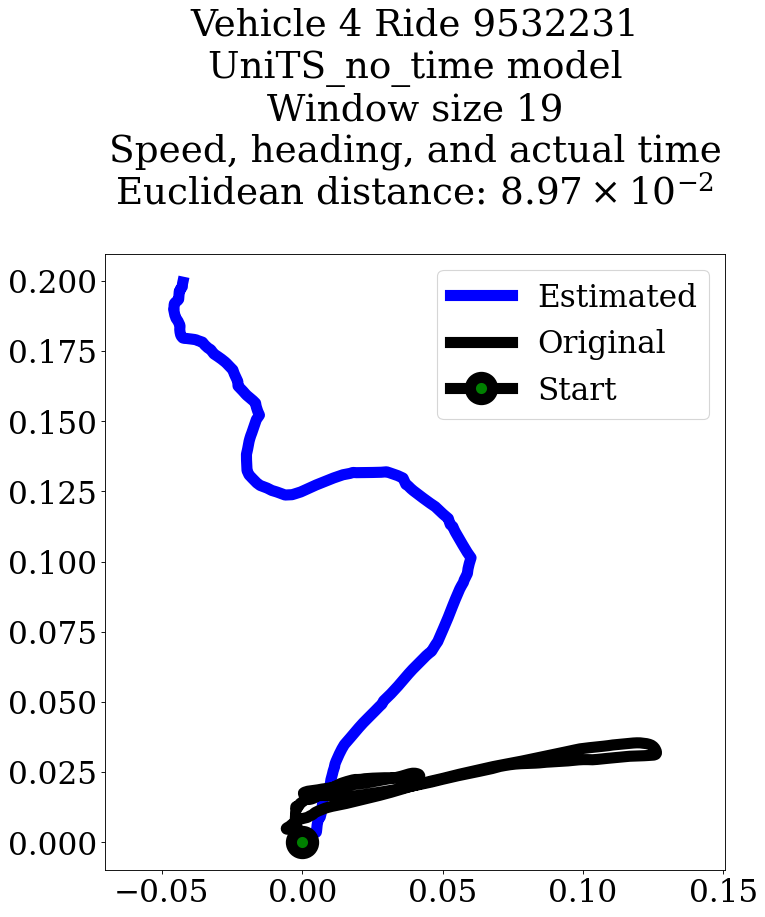 Vehicle 4 Ride 9532231
UniTS_no_time model
Window size 19
Speed, heading, and actual time
Euclidean distance: 8.97 × 10⁻²
Estimated
Original
Start
0.200
0.175
0.150
0.125
0.100
0.075
0.050
0.025
0.000
−0.05 0.00 0.05 0.10 0.15